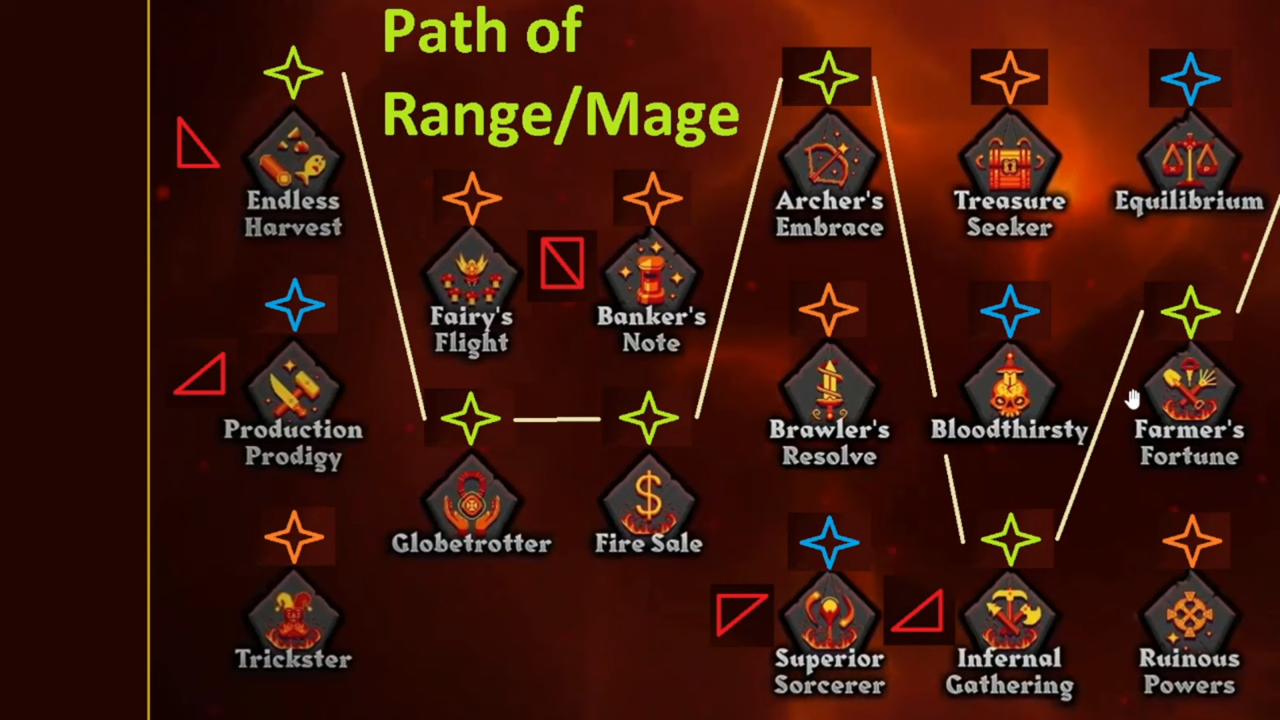 Path of
Range/Mage
Endless
Harvest
Fairy's
Flight
Banker's
Note
Archer's
Embrace
Treasure
Seeker
Equilibrium
Production
Prodigy
Globetrotter
Fire Sale
Brawler's
Resolve
Bloodthirsty
Farmer's
Fortune
Trickster
Superior
Sorcerer
Infernal
Gathering
Ruinous
Powers